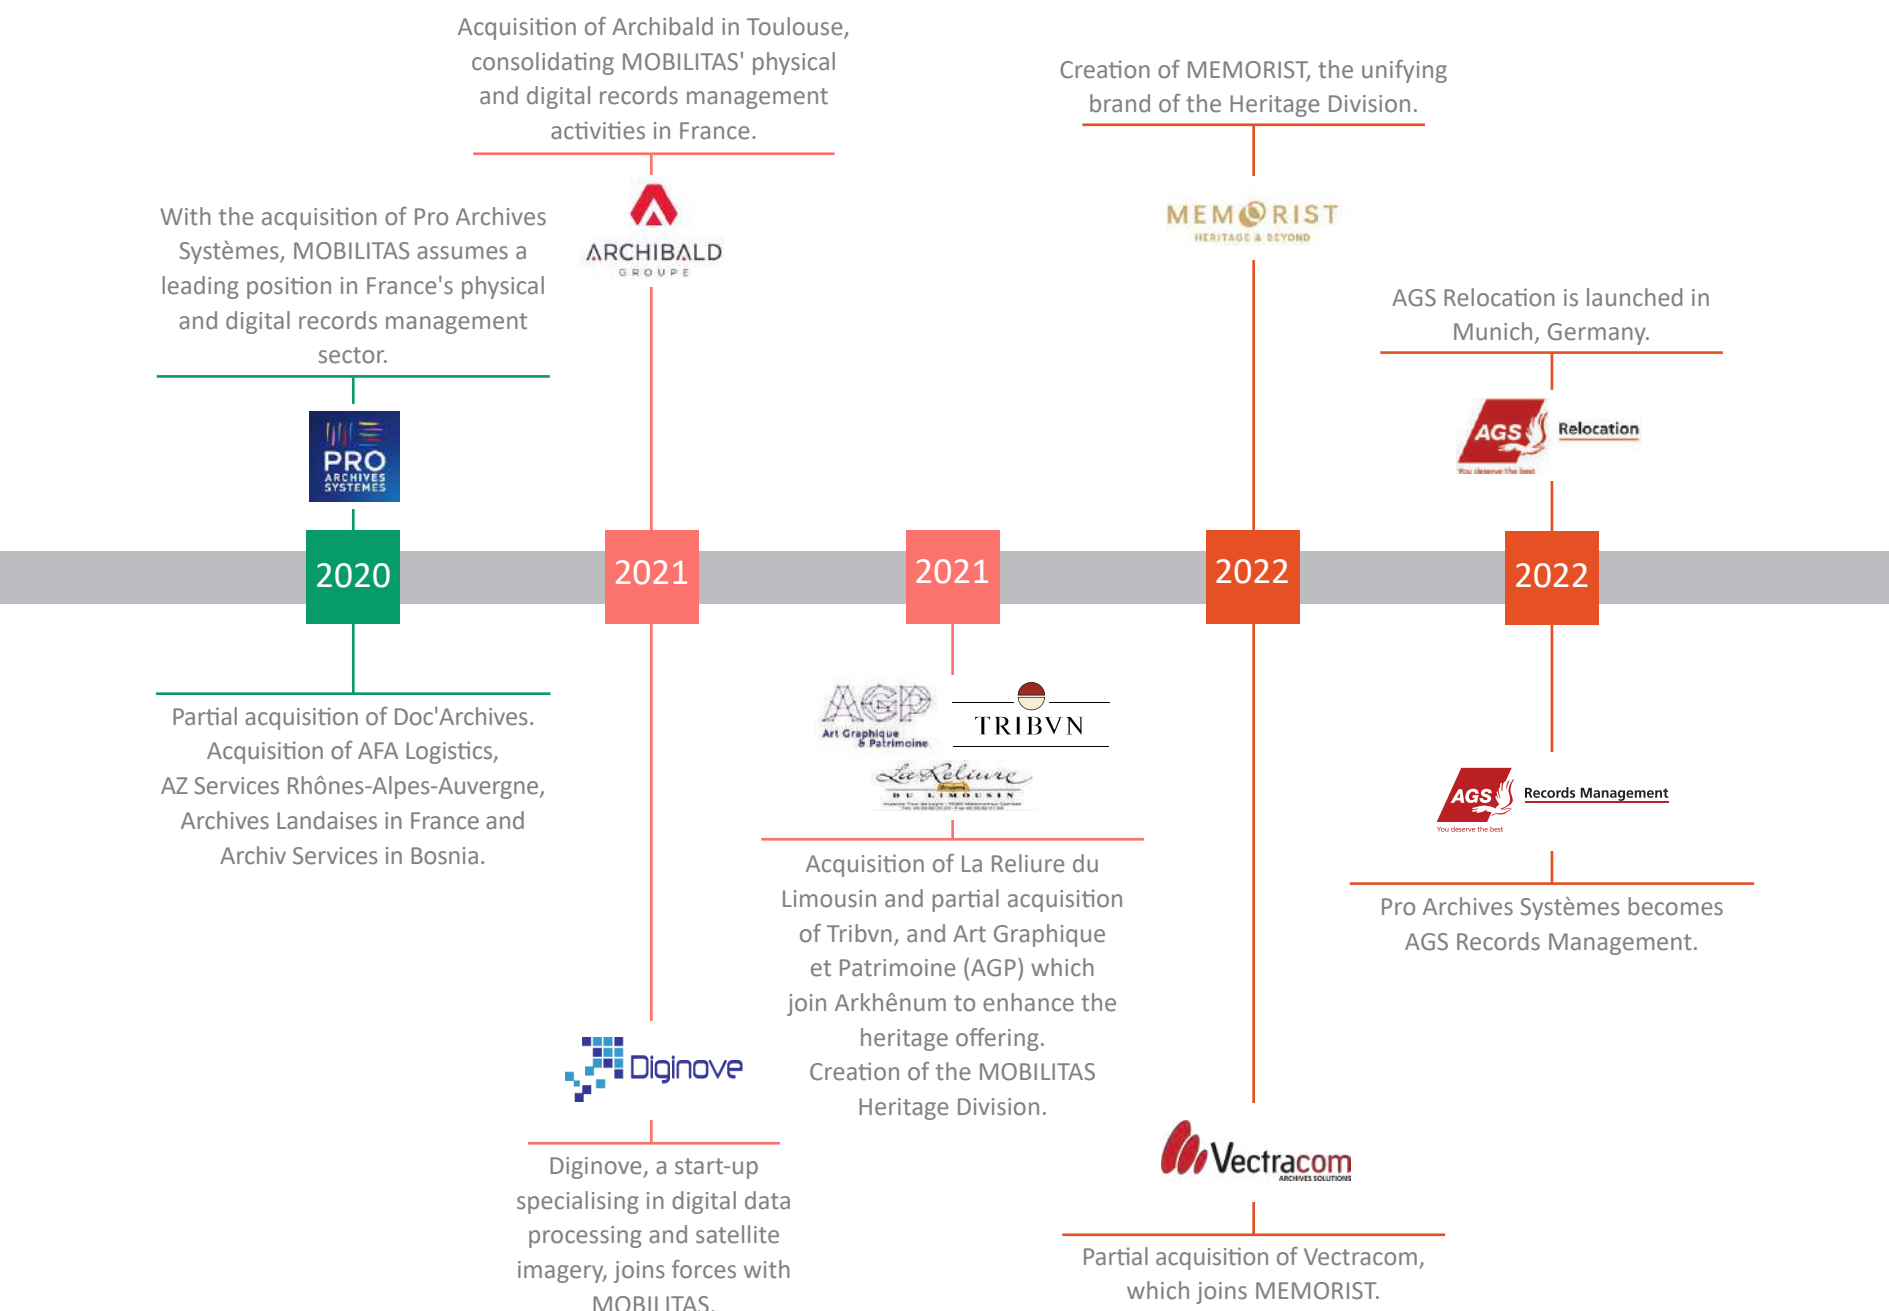 Acquisition of Archibald in Toulouse,
consolidating MOBILITAS' physical
and digital records management
activities in France.
ARCHIBALD
GROUPE
Creation of MEMORIST, the unifying
brand of the Heritage Division.
MEMORIST
HERITAGE & BEYOND
With the acquisition of Pro Archives
Systèmes, MOBILITAS assumes a
leading position in France's physical
and digital records management
sector.
PRO
ARCHIVES
SYSTEMES
AGS Relocation is launched in
Munich, Germany.
AGS Relocation
You deserve the best
2020
2021
2021
2022
2022
Partial acquisition of Doc'Archives.
Acquisition of AFA Logistics,
AZ Services Rhônes-Alpes-Auvergne,
Archives Landaises in France and
Archiv Services in Bosnia.
Diginove
Diginove, a start-up
specialising in digital data
processing and satellite
imagery, joins forces with
MOBILITAS.
AGP
Art Graphique
& Patrimoine
TRIBVN
La Reliure
DU LIMOUSIN
Acquisition of La Reliure du
Limousin and partial acquisition
of Tribvn, and Art Graphique
et Patrimoine (AGP) which
join Arkhênum to enhance the
heritage offering.
Creation of the MOBILITAS
Heritage Division.
Vectracom
ARCHIVES SOLUTIONS
Partial acquisition of Vectracom,
which joins MEMORIST.
AGS Records Management
You deserve the best
Pro Archives Systèmes becomes
AGS Records Management.